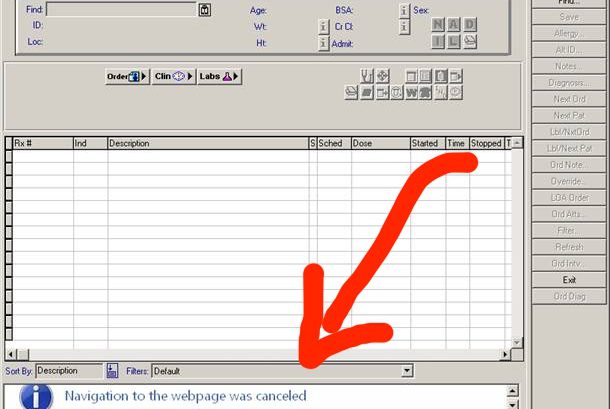 Find:
ID:
Loc:
Age:
Wt:
Ht:
BSA:
Cr Cl:
Admit:
Sex:
N A D
I L
Order
Clin
Labs
W
Rx # Ind Description S Sched Dose Started Time Stopped T
Sort By: Description Filters: Default
Navigation to the webpage was canceled
Find...
Save
Allergy...
Alt ID...
Notes...
Diagnosis...
Next Ord
Next Pat
Lbl/NxtOrd
Lbl/Next Pat
Ord Note...
Override...
LOA Order
Ord Atts...
Filter...
Refresh
Ord Intv...
Exit
Ord Diag